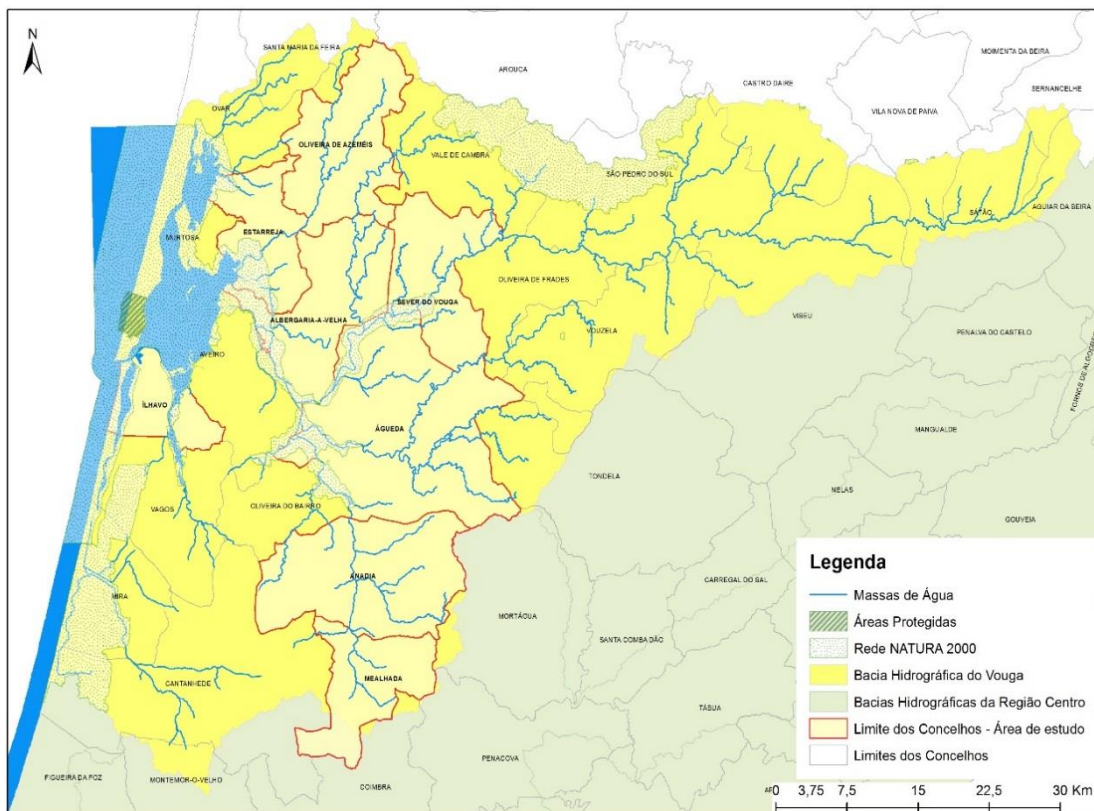 N
SANTA MARIA DA FEIRA
AROUCA
MOIMENTA DA BEIRA
CASTRO DAIRE
SERNANCELHE
OVAR
VILA NOVA DE PAIVA
OLIVEIRA DE AZEMÉIS
VALE DE CAMBRA
SÃO PEDRO DO SUL
AGUIAR DA BEIRA
SÁTÃO
ESTARREJA
MURTOSA
OLIVEIRA DE FRADES
SEVER DO VOUGA
ALBERGARIA-A-VELHA
VISEU
VOUZELA
PENALVA DO CASTELO
AVEIRO
FORNOS DE ALGODRES
ÍLHAVO
ÁGUEDA
MANGUALDE
TONDELA
NELAS
VAGOS
OLIVEIRA DO BAIRRO
GOUVEIA
ANADIA
CARREGAL DO SAL
MIRA
MORTÁGUA
SANTA COMBA DÃO
MEALHADA
CANTANHEDE
TÁBUA
PENACOVA
FIGUEIRA DA FOZ
MONTEMOR-O-VELHO
COIMBRA
Legenda
Massas de Água
Áreas Protegidas
Rede NATURA 2000
Bacia Hidrográfica do Vouga
Bacias Hidrográficas da Região Centro
Limite dos Concelhos - Área de estudo
Limites dos Concelhos
0 3,75 7,5 15 22,5 30 Km